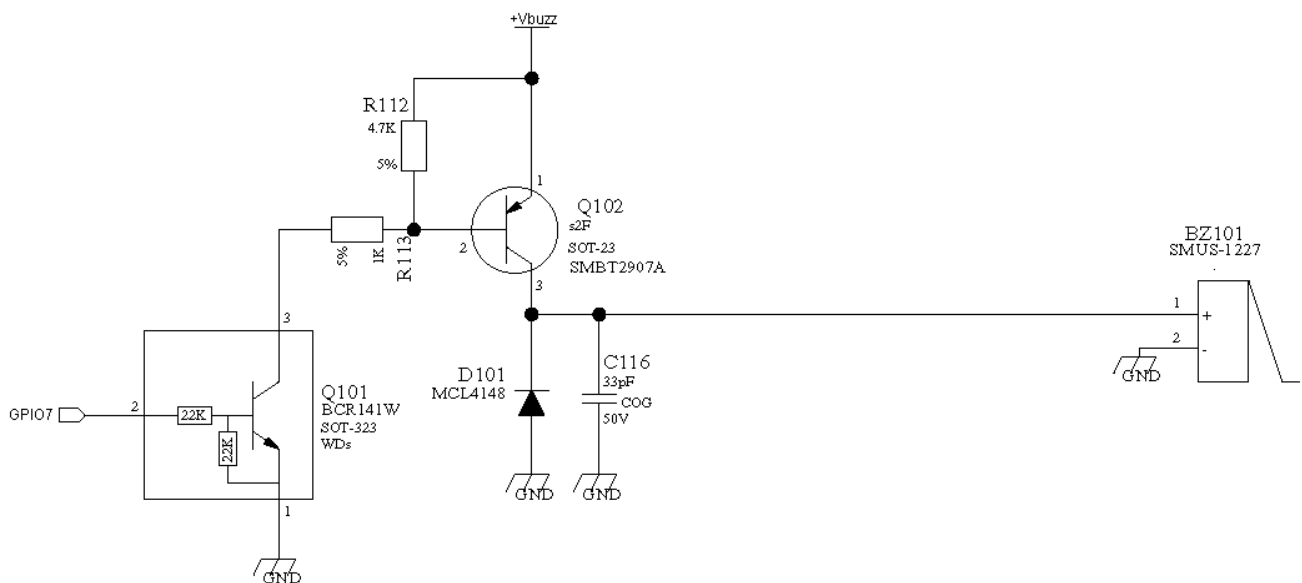 +Vbuzz
R112
4.7K
5%
1
Q102
s2F
SOT-23
SMBT2907A
2
3
5%
1K
R113
BZ101
SMUS-1227
1
+
2
-
GND
3
Q101
BCR141W
SOT-323
WDs
GPIO7
2
22K
22K
1
GND
D101
MCL4148
GND
C116
33pF
COG
50V
GND